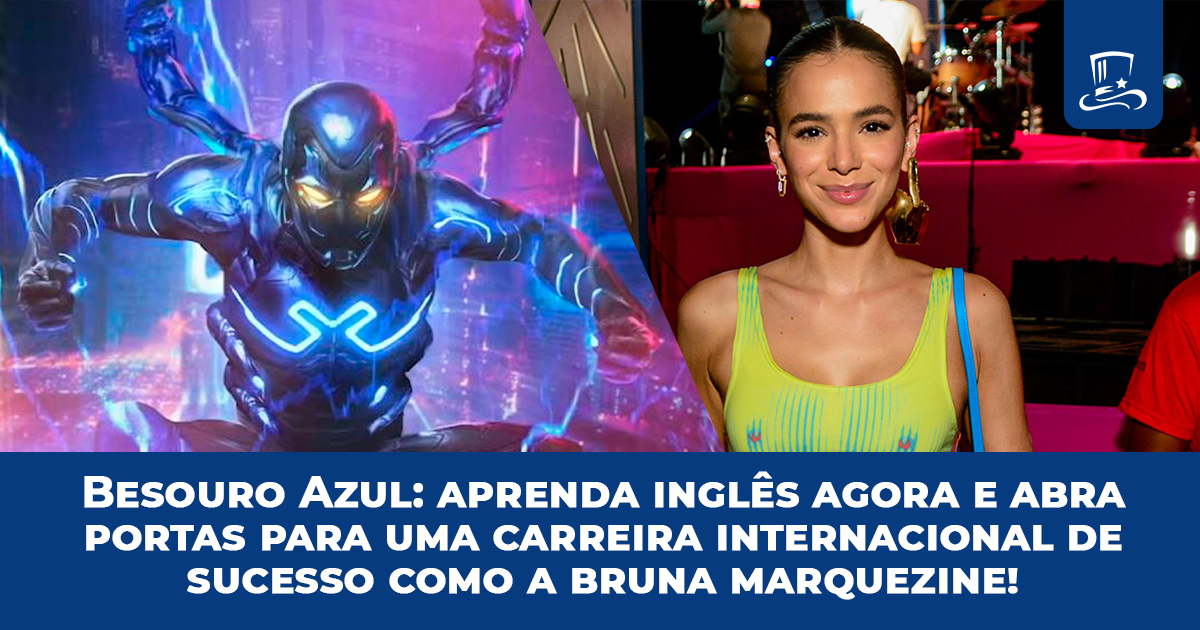 Besouro Azul: aprenda inglês agora e abra
portas para uma carreira internacional de
sucesso como a bruna marquezine!